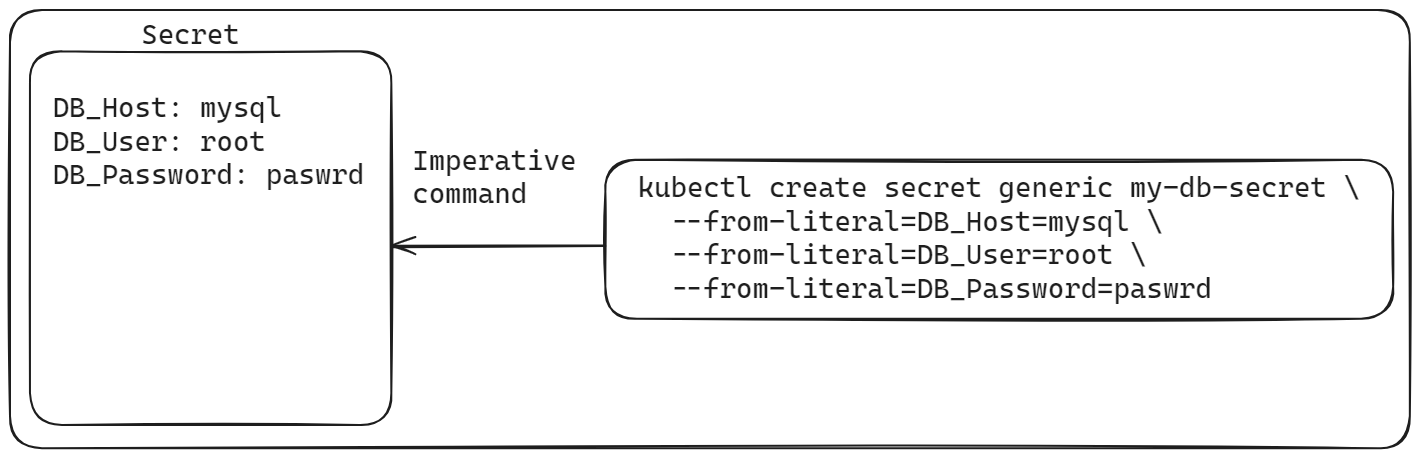 Secret
DB_Host: mysql
DB_User: root
DB_Password: paswrd
Imperative
command
kubectl create secret generic my-db-secret \
  --from-literal=DB_Host=mysql \
  --from-literal=DB_User=root \
  --from-literal=DB_Password=paswrd